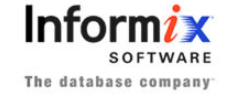 Informix
SOFTWARE
The database company